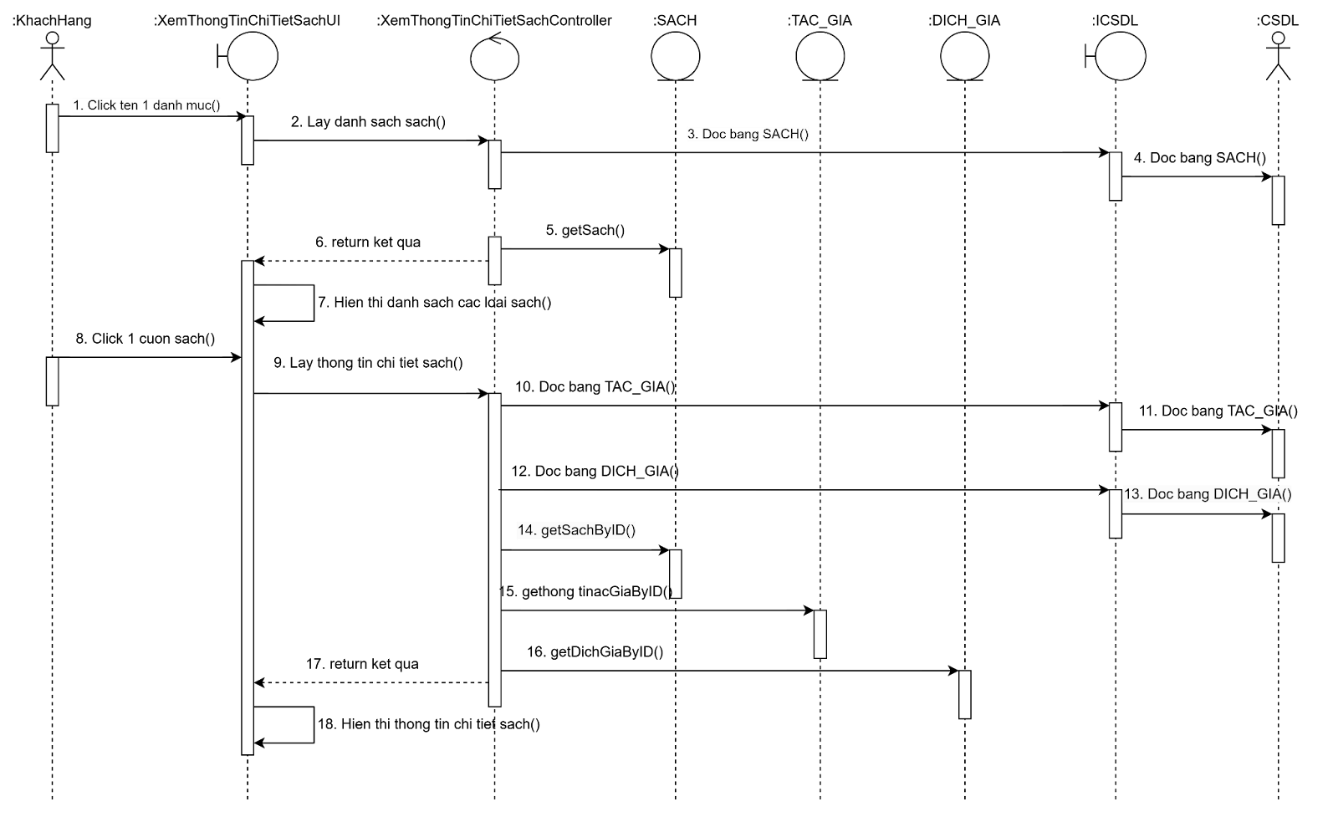 :KhachHang
:XemThongTinChiTietSachUI
:XemThongTinChiTietSachController
:SACH
:TAC_GIA
:DICH_GIA
:ICSDL
:CSDL
1. Click ten 1 danh muc()
2. Lay danh sach sach()
3. Doc bang SACH()
4. Doc bang SACH()
5. getSach()
6. return ket qua
7. Hien thi danh sach cac loai sach()
8. Click 1 cuon sach()
9. Lay thong tin chi tiet sach()
10. Doc bang TAC_GIA()
11. Doc bang TAC_GIA()
12. Doc bang DICH_GIA()
13. Doc bang DICH_GIA()
14. getSachByID()
15. gethong tinacGiaByID()
16. getDichGiaByID()
17. return ket qua
18. Hien thi thong tin chi tiet sach()